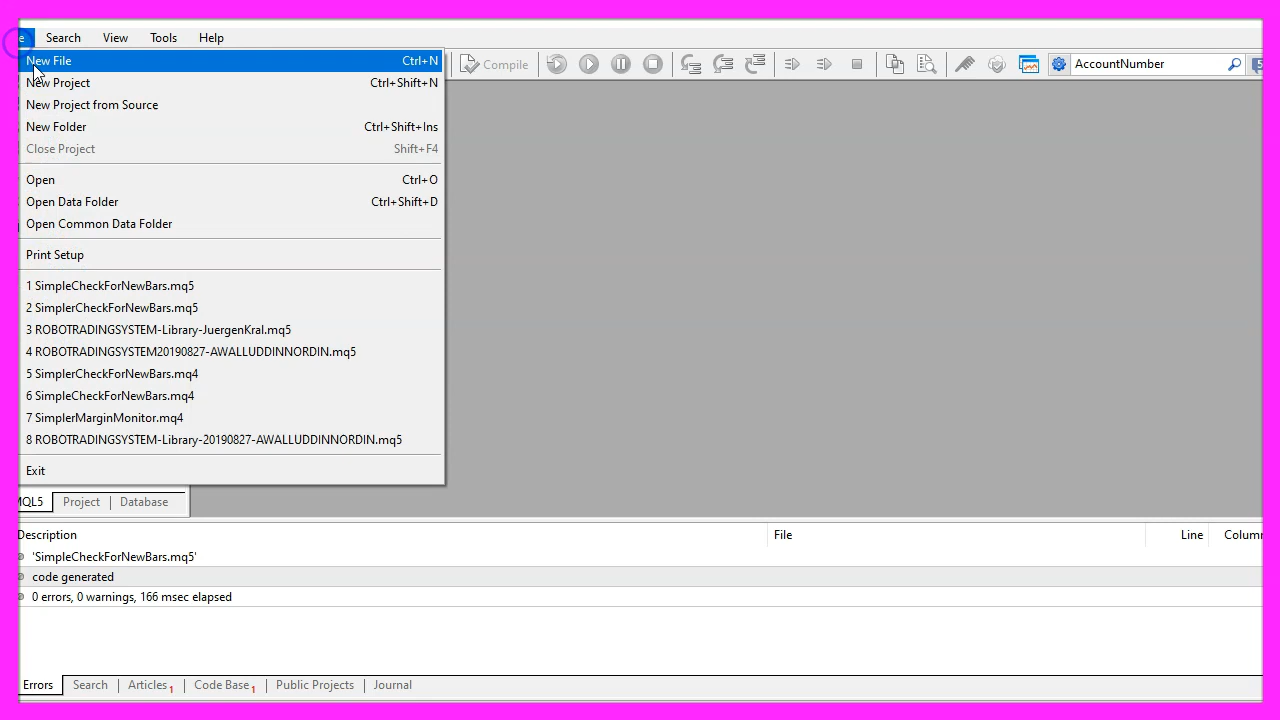 e Search View Tools Help
New File Ctrl+N
New Project Ctrl+Shift+N
New Project from Source
New Folder Ctrl+Shift+Ins
Close Project Shift+F4
Open Ctrl+O
Open Data Folder Ctrl+Shift+D
Open Common Data Folder
Print Setup
1 SimpleCheckForNewBars.mq5
2 SimplerCheckForNewBars.mq5
3 ROBOTRADINGSYSTEM-Library-JuergenKral.mq5
4 ROBOTRADINGSYSTEM20190827-AWALLUDDINNORDIN.mq5
5 SimplerCheckForNewBars.mq4
6 SimpleCheckForNewBars.mq4
7 SimplerMarginMonitor.mq4
8 ROBOTRADINGSYSTEM-Library-20190827-AWALLUDDINNORDIN.mq5
Exit
Compile AccountNumber 5
MQL5 Project Database
Description File Line Colum
'SimpleCheckForNewBars.mq5'
code generated
0 errors, 0 warnings, 166 msec elapsed
Errors Search Articles 1 Code Base 1 Public Projects Journal